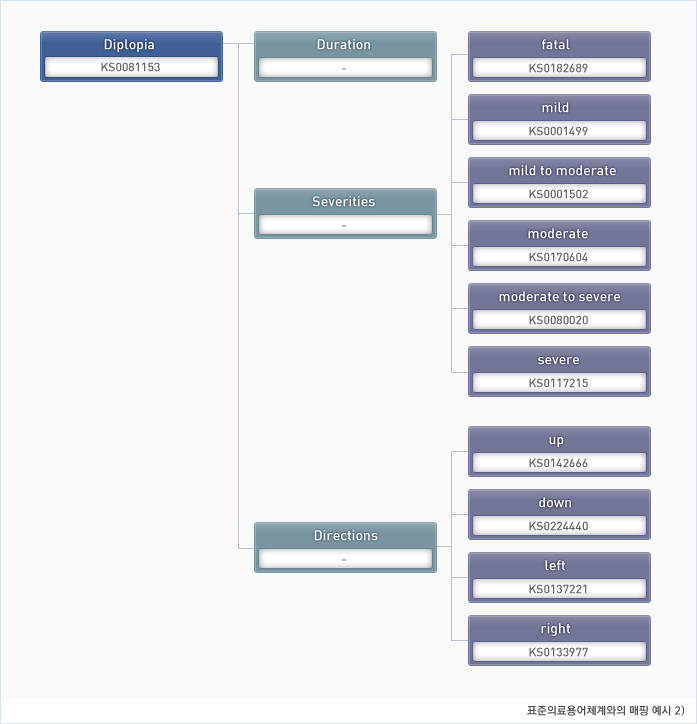 Diplopia
KS0081153
Duration
-
Severities
-
fatal
KS0182689
mild
KS0001499
mild to moderate
KS0001502
moderate
KS0170604
moderate to severe
KS0080020
severe
KS0117215
Directions
-
up
KS0142666
down
KS0224440
left
KS0137221
right
KS0133977
표준의료용어체계와의 매핑 예시 2)